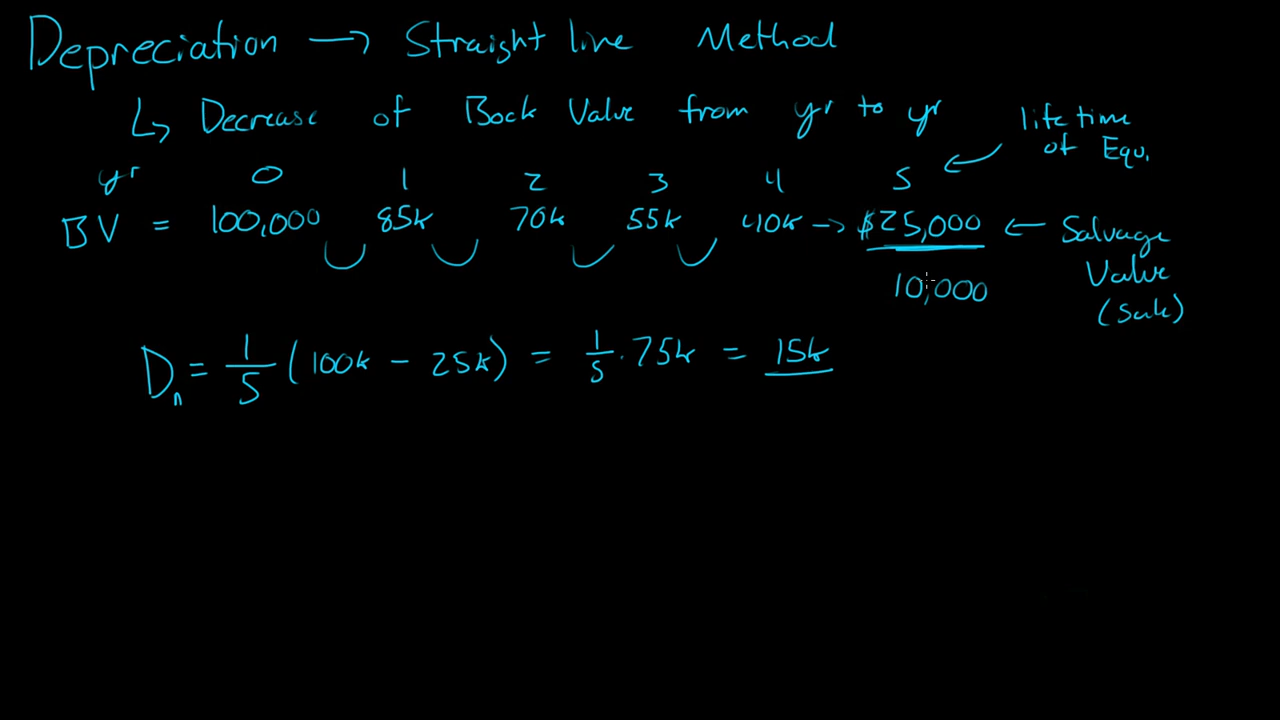 Depreciation → Straight line Method
↳ Decrease of Book Value from yr to yr
lifetime
of Equ.
yr 0 1 2 3 4 5 ←
BV = 100,000 85k 70k 55k 40k → $25,000 ← Salvage
Value
10,000
(Sale)
Dn = 1/5 (100k - 25k) = 1/5 · 75k = 15k